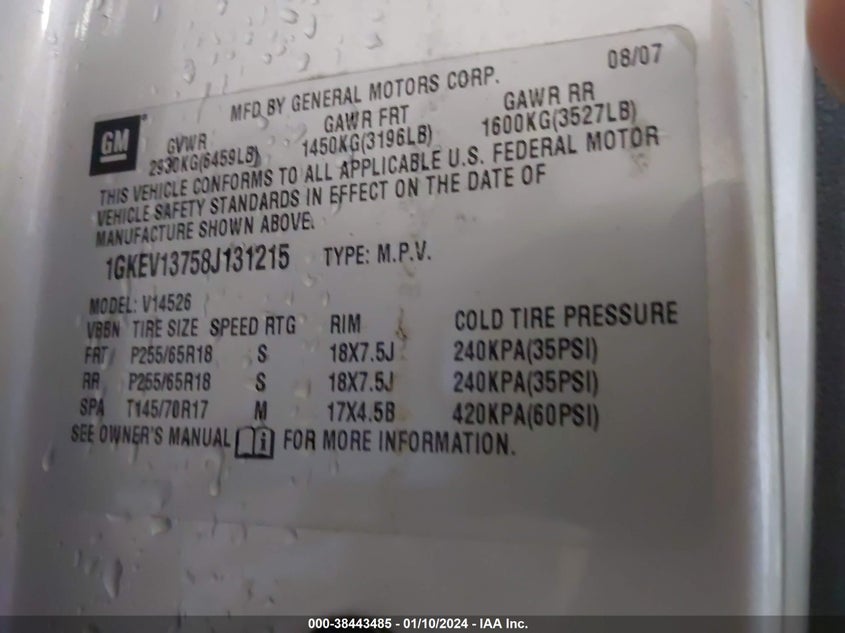 08/07
MFD BY GENERAL MOTORS CORP.
GM®
GVWR GAWR FRT GAWR RR
2930KG(6459LB) 1450KG(3196LB) 1600KG(3527LB)
THIS VEHICLE CONFORMS TO ALL APPLICABLE U.S. FEDERAL MOTOR
VEHICLE SAFETY STANDARDS IN EFFECT ON THE DATE OF
MANUFACTURE SHOWN ABOVE.
1GKEV13758J131215 TYPE: M.P.V.
MODEL: V14526
VBBN TIRE SIZE SPEED RTG RIM COLD TIRE PRESSURE
FRT P255/65R18 S 18X7.5J 240KPA(35PSI)
RR P255/65R18 S 18X7.5J 240KPA(35PSI)
SPA T145/70R17 M 17X4.5B 420KPA(60PSI)
SEE OWNER'S MANUAL i FOR MORE INFORMATION.
000-38443485 - 01/10/2024 - IAA Inc.